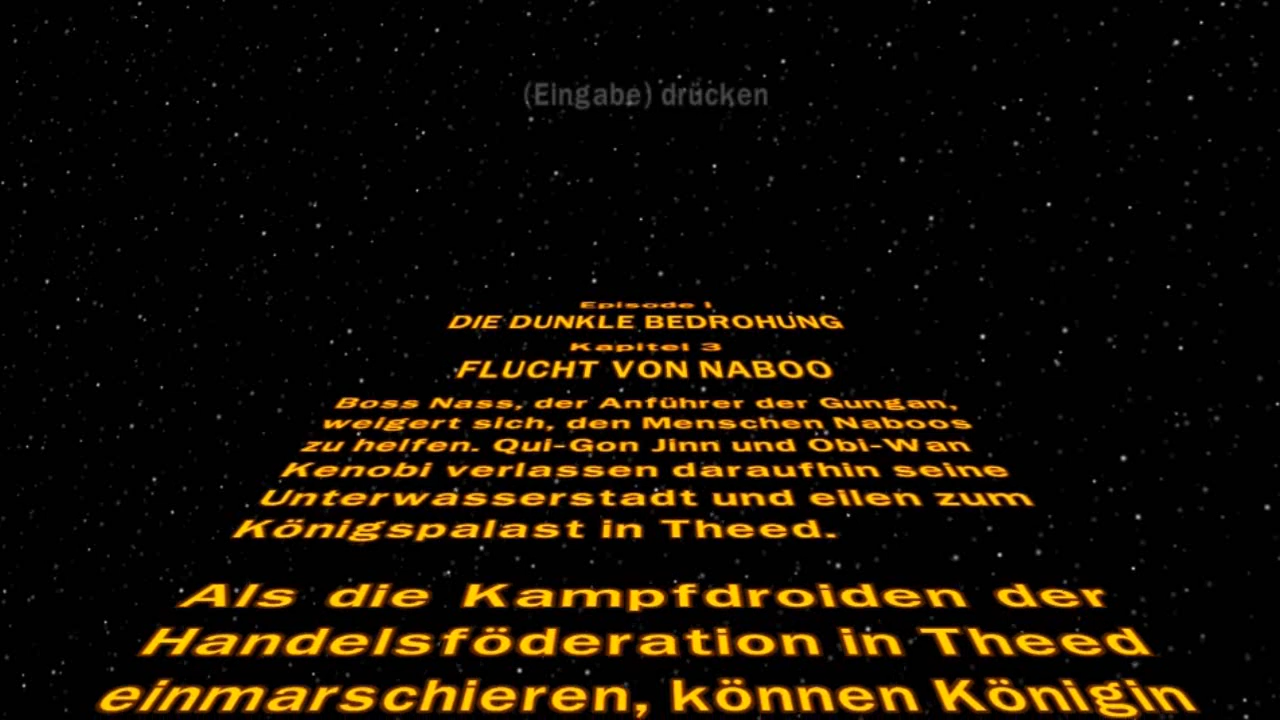 (Eingabe) drücken
Episode I
DIE DUNKLE BEDROHUNG
Kapitel 3
FLUCHT VON NABOO
Boss Nass, der Anführer der Gungan,
weigert sich, den Menschen Naboos
zu helfen. Qui-Gon Jinn und Obi-Wan
Kenobi verlassen daraufhin seine
Unterwasserstadt und eilen zum
Königspalast in Theed.
Als die Kampfdroiden der
Handelsföderation in Theed
einmarschieren, können Königin